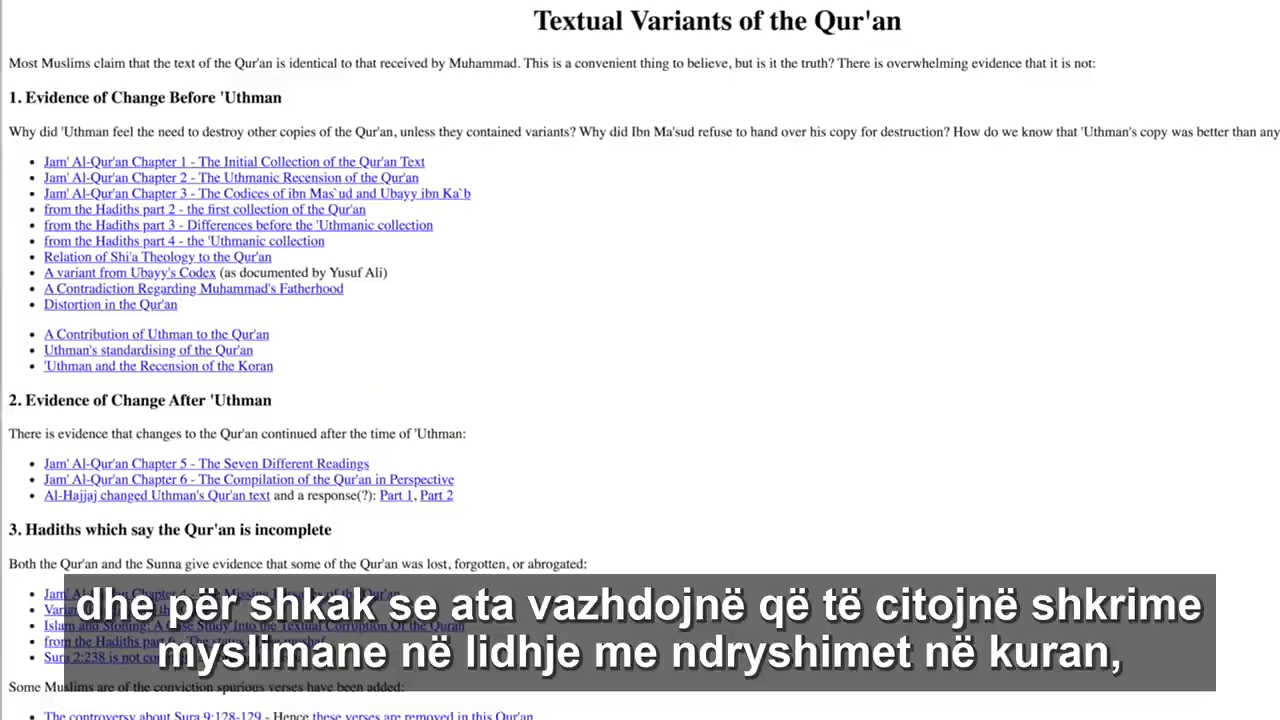 Textual Variants of the Qur'an
Most Muslims claim that the text of the Qur'an is identical to that received by Muhammad. This is a convenient thing to believe, but is it the truth? There is overwhelming evidence that it is not:
1. Evidence of Change Before 'Uthman
Why did 'Uthman feel the need to destroy other copies of the Qur'an, unless they contained variants? Why did Ibn Ma'sud refuse to hand over his copy for destruction? How do we know that 'Uthman's copy was better than any
• Jam' Al-Qur'an Chapter 1 - The Initial Collection of the Qur'an Text
• Jam' Al-Qur'an Chapter 2 - The Uthmanic Recension of the Qur'an
• Jam' Al-Qur'an Chapter 3 - The Codices of ibn Mas`ud and Ubayy ibn Ka`b
• from the Hadiths part 2 - the first collection of the Qur'an
• from the Hadiths part 3 - Differences before the 'Uthmanic collection
• from the Hadiths part 4 - the 'Uthmanic collection
• Relation of Shi'a Theology to the Qur'an
• A variant from Ubayy's Codex (as documented by Yusuf Ali)
• A Contradiction Regarding Muhammad's Fatherhood
• Distortion in the Qur'an
• A Contribution of Uthman to the Qur'an
• Uthman's standardising of the Qur'an
• 'Uthman and the Recension of the Koran
2. Evidence of Change After 'Uthman
There is evidence that changes to the Qur'an continued after the time of 'Uthman:
• Jam' Al-Qur'an Chapter 5 - The Seven Different Readings
• Jam' Al-Qur'an Chapter 6 - The Compilation of the Qur'an in Perspective
• Al-Hajjaj changed Uthman's Qur'an text and a response(?): Part 1, Part 2
3. Hadiths which say the Qur'an is incomplete
Both the Qur'an and the Sunna give evidence that some of the Qur'an was lost, forgotten, or abrogated:
• Islam and Stoning: A Case Study Into the Textual Corruption Of the Qur'an
• from the Hadiths part
• Sura 2:238 is not
dhe për shkak se ata vazhdojnë që të citojnë shkrime
myslimane në lidhje me ndryshimet në kuran,
Some Muslims are of the conviction spurious verses have been added:
• The controversy about Sura 9:128-129 - Hence these verses are removed in this Qur'an